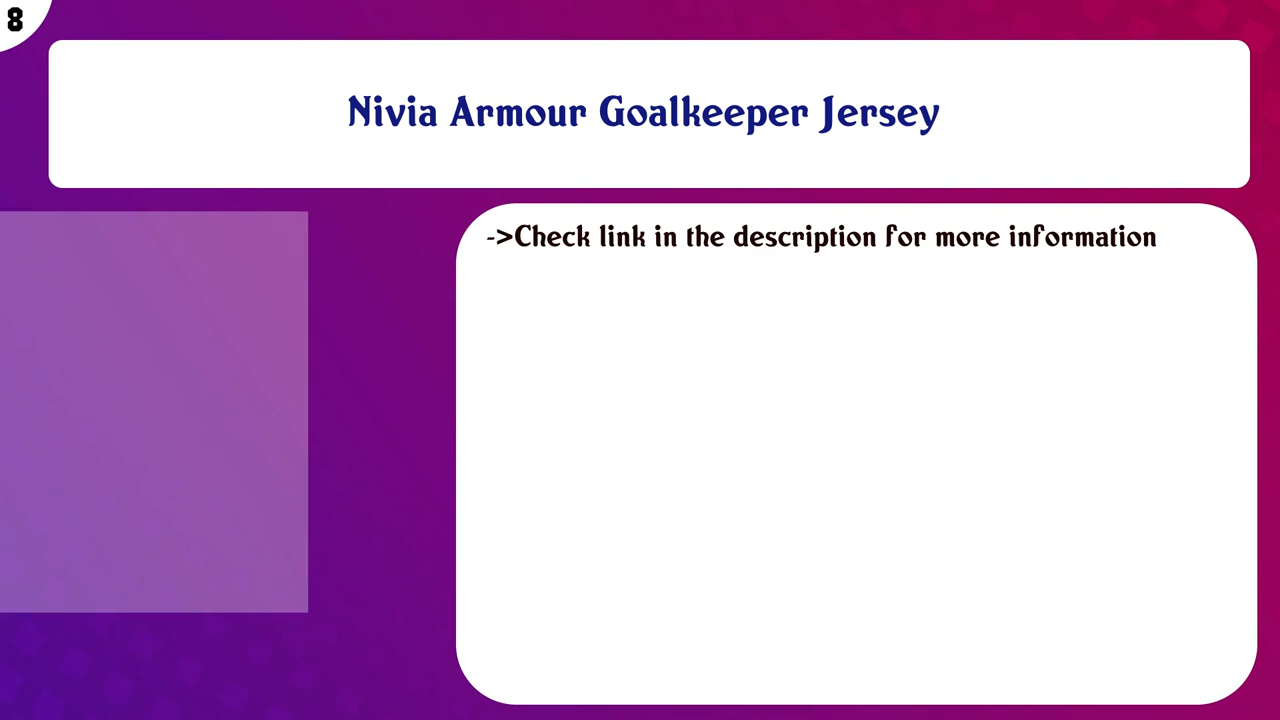 8
Nivia Armour Goalkeeper Jersey
->Check link in the description for more information